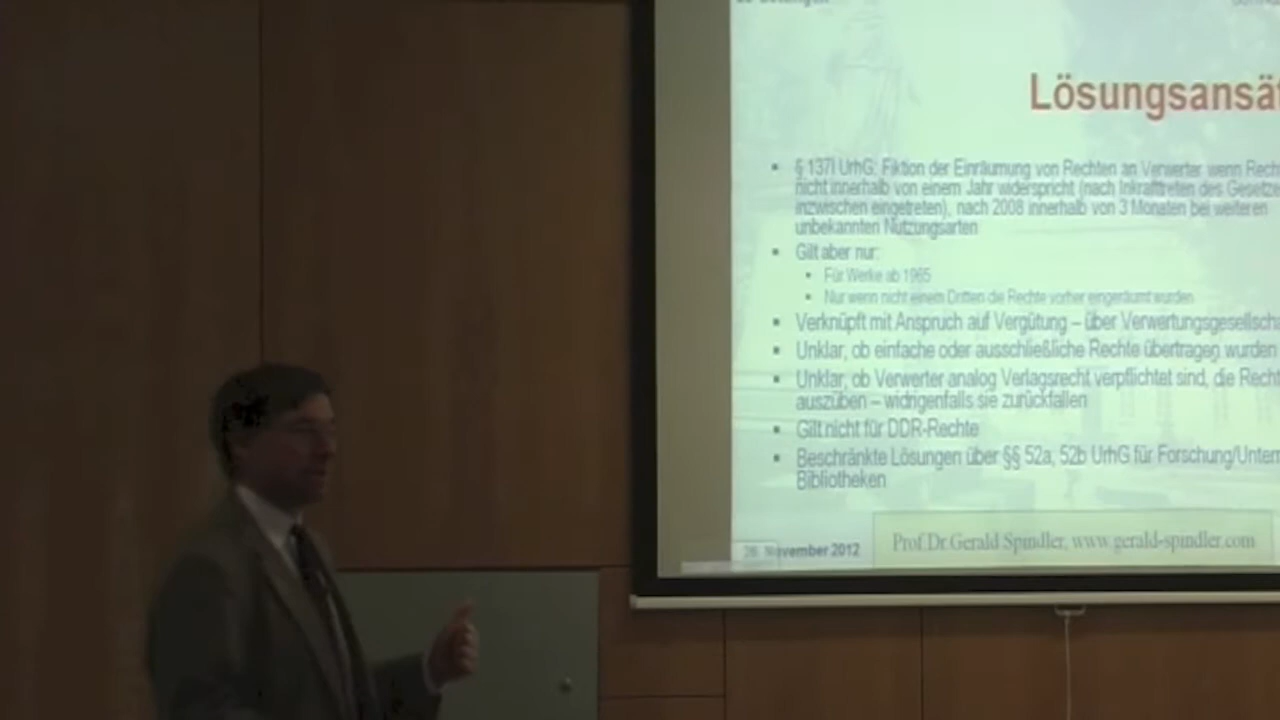 Lösungsansä
§ 137l UrhG: Fiktion der Einräumung von Rechten an Verwerter wenn Rech
nicht innerhalb von einem Jahr widerspricht (nach Inkrafttreten des Gesetze
inzwischen eingetreten), nach 2008 innerhalb von 3 Monaten bei weiteren
unbekannten Nutzungsarten
Gilt aber nur:
Für Werke ab 1965
Nur wenn nicht einem Dritten die Rechte vorher eingeräumt wurden
Verknüpft mit Anspruch auf Vergütung – über Verwertungsgesellsch
Unklar, ob einfache oder ausschließliche Rechte übertragen wurden
Unklar, ob Verwerter analog Verlagsrecht verpflichtet sind, die Recht
auszuüben – widrigenfalls sie zurückfallen
Gilt nicht für DDR-Rechte
Beschränkte Lösungen über §§ 52a, 52b UrhG für Forschung/Unterr
Bibliotheken
Prof.Dr.Gerald Spindler, www.gerald-spindler.com
26. November 2012